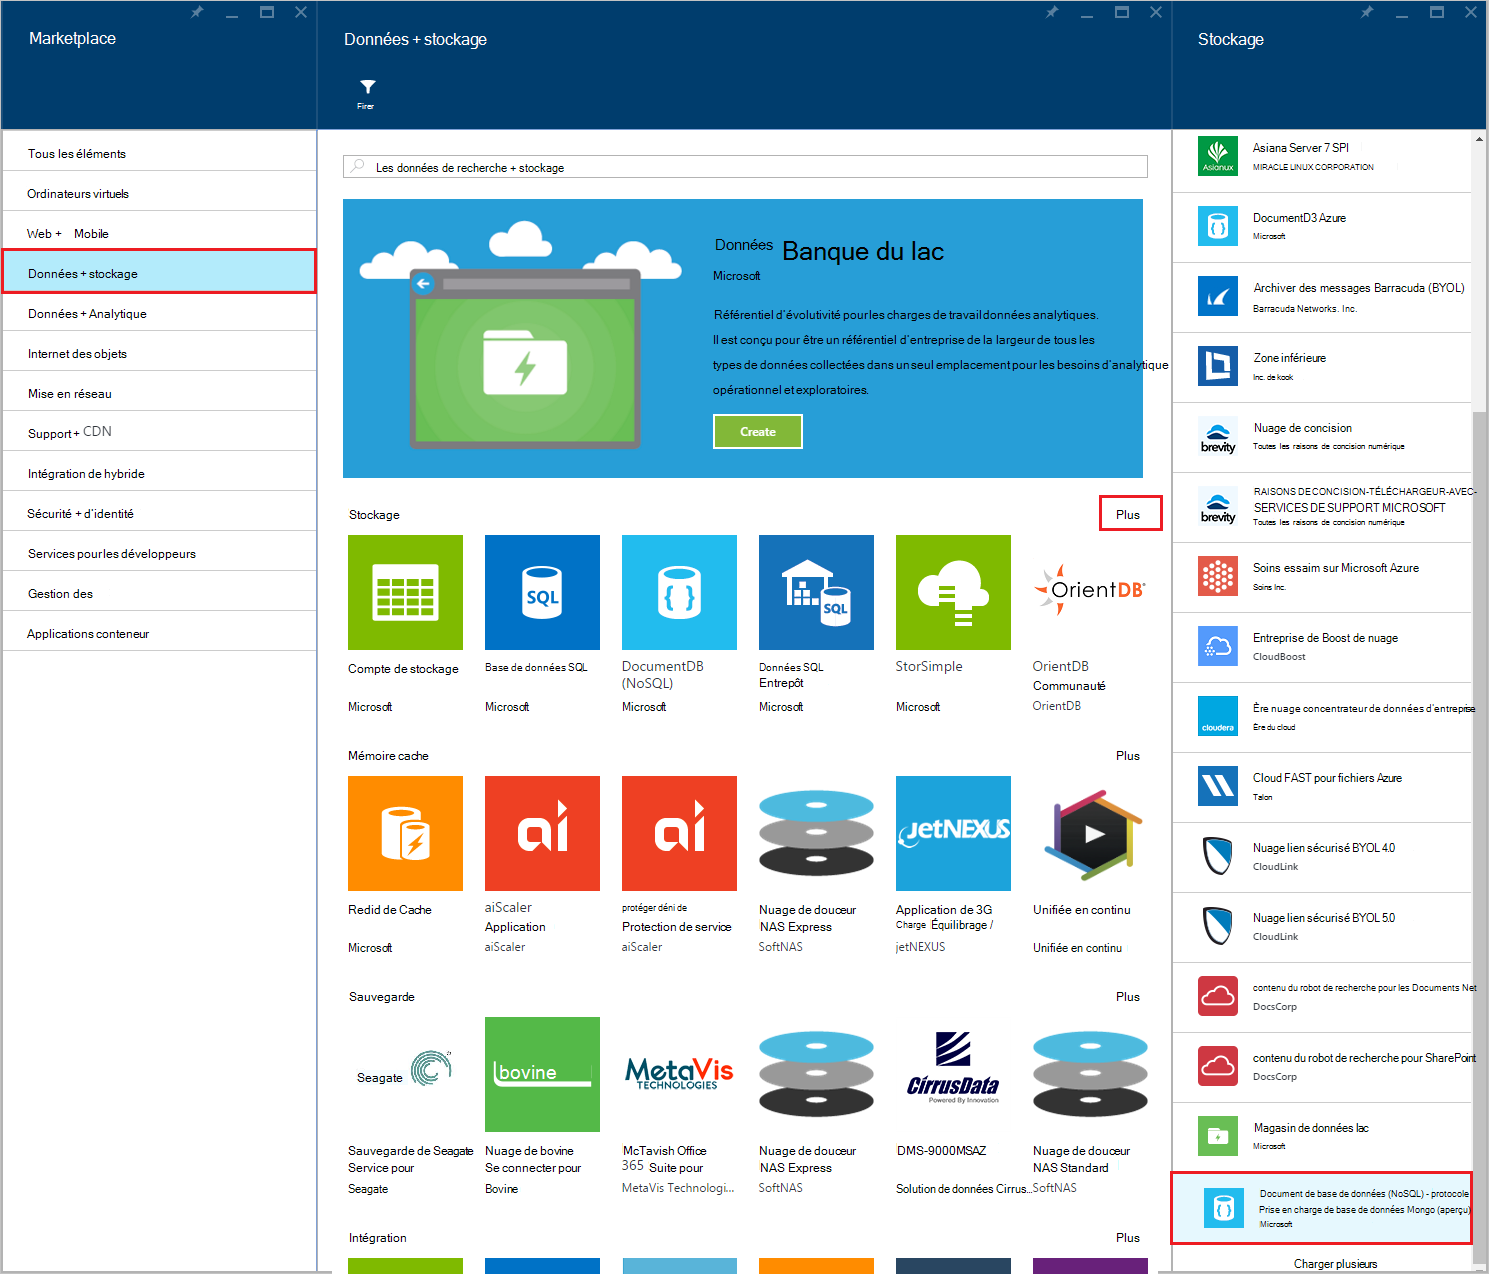 Marketplace
Tous les éléments
Ordinateurs virtuels
Web + Mobile
Données + stockage
Données + Analytique
Internet des objets
Mise en réseau
Support + CDN
Intégration de hybride
Sécurité + d'identité
Services pour les développeurs
Gestion des
Applications conteneur
Données + stockage
Firer
Les données de recherche + stockage
Données Banque du lac
Microsoft
Référentiel d'évolutivité pour les charges de travail données analytiques.
Il est conçu pour être un référentiel d'entreprise de la largeur de tous les
types de données collectées dans un seul emplacement pour les besoins d'analytique
opérationnel et exploratoires.
Create
Stockage Plus
SQL
SQL
OrientDB
Compte de stockage
Microsoft
Base de données SQL
Microsoft
DocumentDB
(NoSQL)
Microsoft
Données SQL
Entrepôt
Microsoft
StorSimple
Microsoft
OrientDB
Communauté
OrientDB
Mémoire cache Plus
ai
ai
jetNEXUS
Redid de Cache
Microsoft
aiScaler
Application
aiScaler
protéger déni de
Protection de service
aiScaler
Nuage de douceur
NAS Express
SoftNAS
Application de 3G
Charge Équilibrage /
jetNEXUS
Unifiée en continu
Unifiée en continu
Sauvegarde Plus
Seagate
bovine
MetaVis
TECHNOLOGIES
CirrusData
Powered By Innovation
Sauvegarde de Seagate
Service pour
Seagate
Nuage de bovine
Se connecter pour
Bovine
McTavish Office
365 Suite pour
MetaVis Technologi...
Nuage de douceur
NAS Express
SoftNAS
DMS-9000MSAZ
Solution de données Cirrus...
Nuage de douceur
NAS Standard
SoftNAS
Intégration Plus
Stockage
Asianux
Asiana Server 7 SPI
MIRACLE LINUX CORPORATION
DocumentD3 Azure
Microsoft
Archiver des messages Barracuda (BYOL)
Barracuda Networks. Inc.
Zone inférieure
Inc. de kook
brevity
Nuage de concision
Toutes les raisons de concision numérique
brevity
RAISONS DE CONCISION-TÉLÉCHARGEUR-AVEC-
SERVICES DE SUPPORT MICROSOFT
Toutes les raisons de concision numérique
Soins essaim sur Microsoft Azure
Soins Inc.
Entreprise de Boost de nuage
CloudBoost
cloudera
Ère nuage concentrateur de données d'entreprise
Ère du cloud
Cloud FAST pour fichiers Azure
Talon
Nuage lien sécurisé BYOL 4.0
CloudLink
Nuage lien sécurisé BYOL 5.0
CloudLink
contenu du robot de recherche pour les Documents Net
DocsCorp
contenu du robot de recherche pour SharePoint
DocsCorp
Magasin de données lac
Microsoft
Document de base de données (NoSQL) - protocole
Prise en charge de base de données Mongo (aperçu)
Microsoft
Charger plusieurs